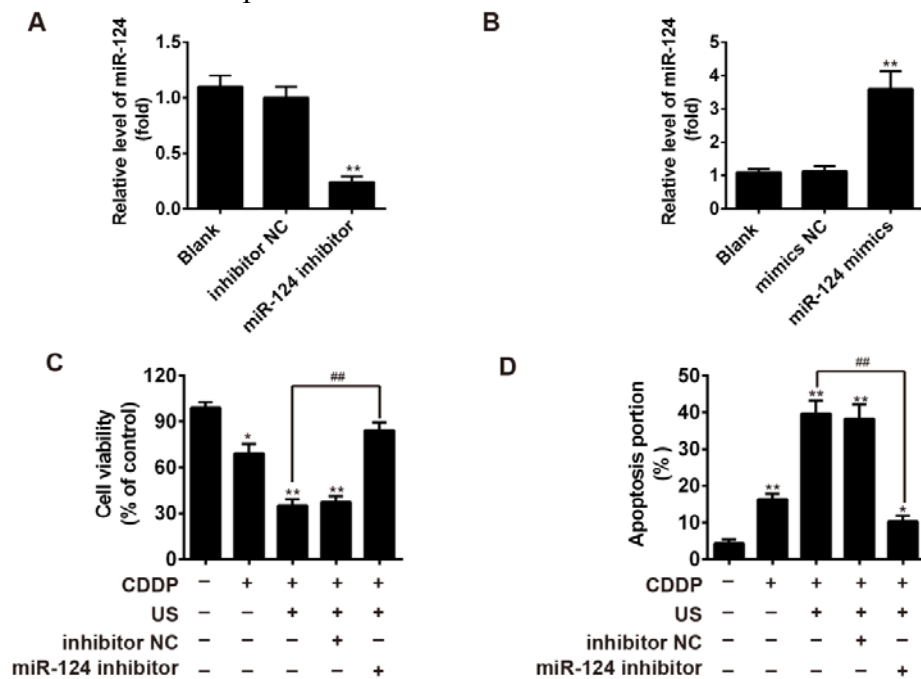 A
Relative level of miR-124
(fold)
1.5
1.0
0.5
0.0
**
Blank
inhibitor NC
miR-124 inhibitor
B
Relative level of miR-124
(fold)
5
4
3
2
1
0
**
Blank
mimics NC
miR-124 mimics
C
Cell viability
(% of control)
120
90
60
30
0
*
**
**
##
CDDP – + + + +
US – – + + +
inhibitor NC – – – + –
miR-124 inhibitor – – – – +
D
Apoptosis portion
(%)
50
40
30
20
10
0
**
**
**
*
##
CDDP – + + + +
US – – + + +
inhibitor NC – – – + –
miR-124 inhibitor – – – – +